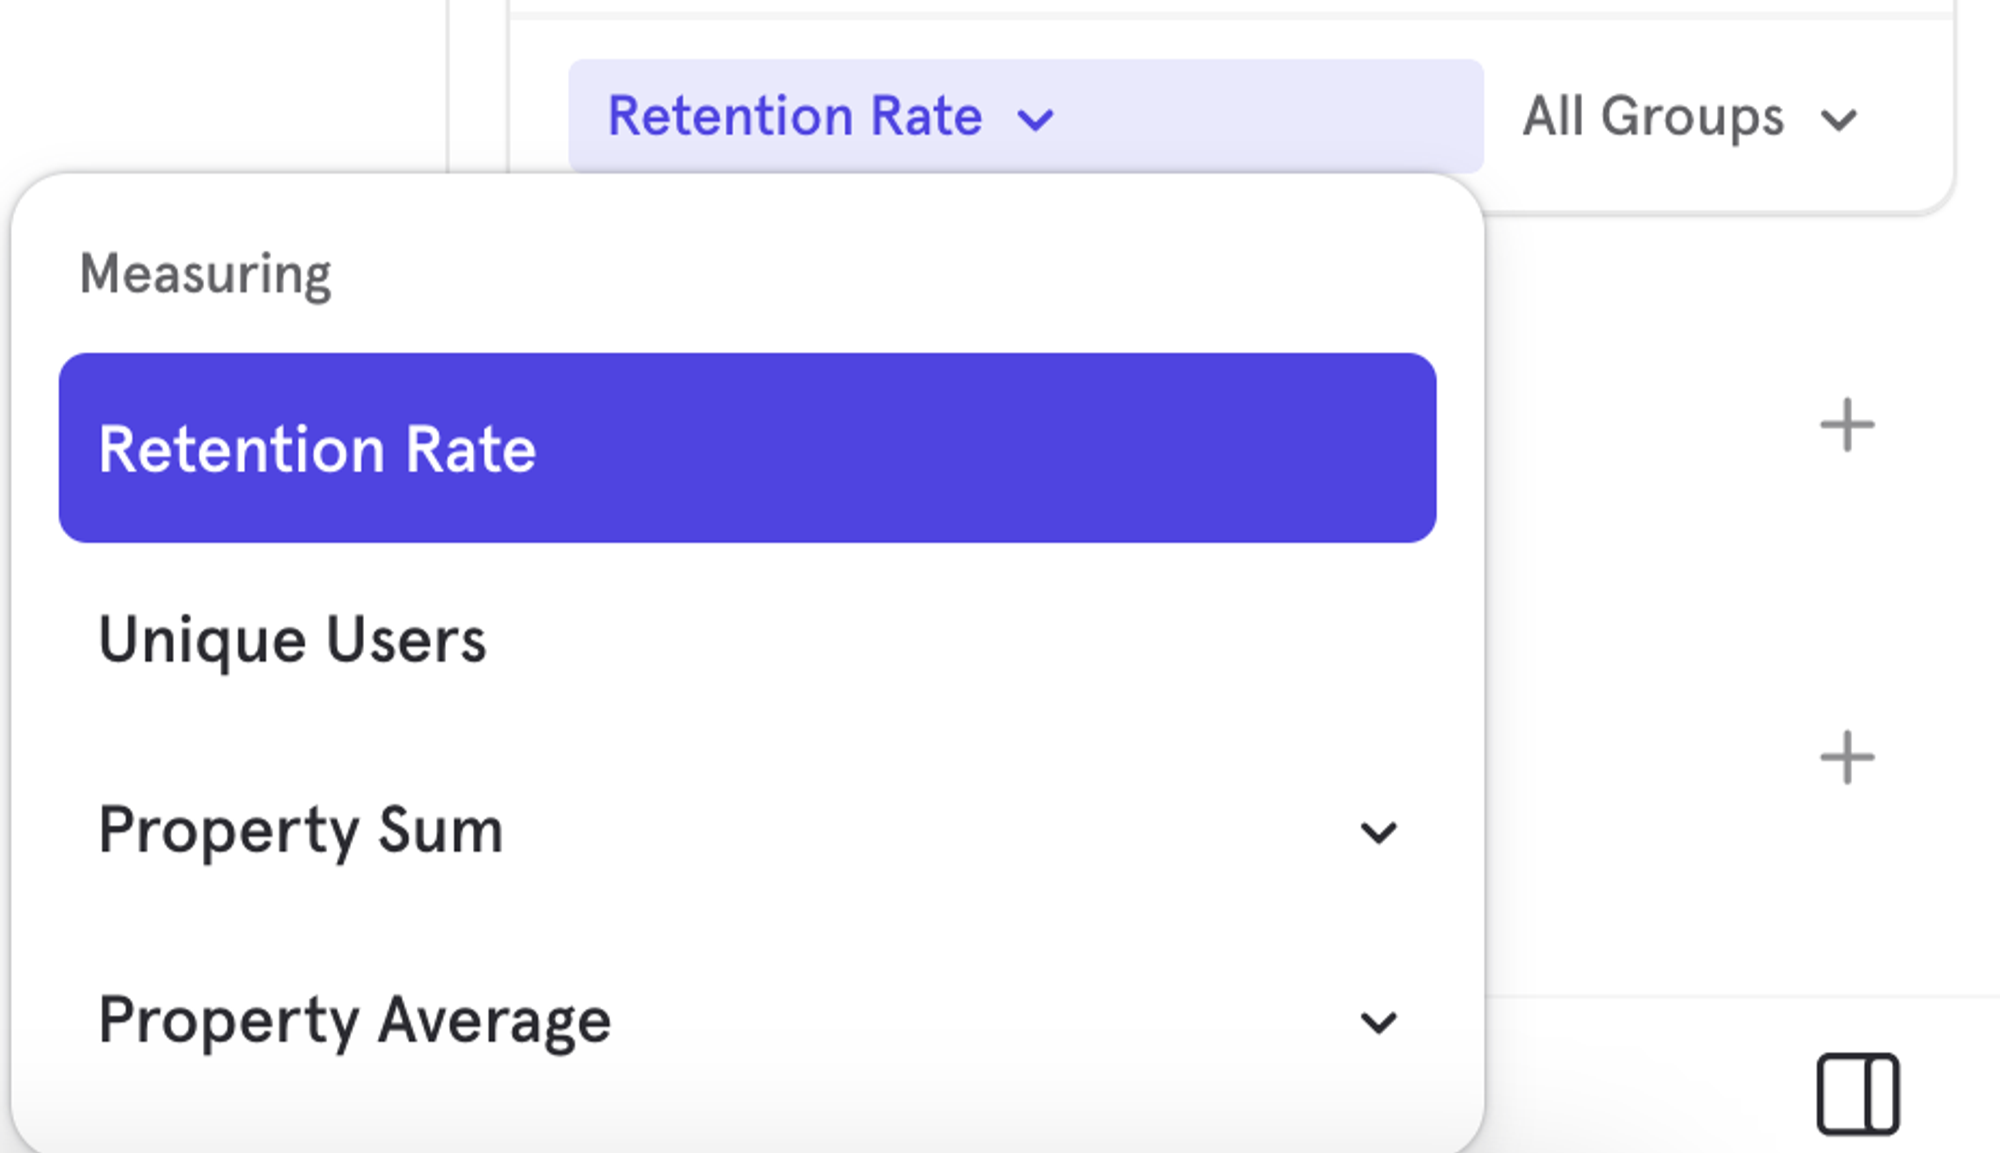 Retention Rate
All Groups
Measuring
Retention Rate
Unique Users
Property Sum
Property Average